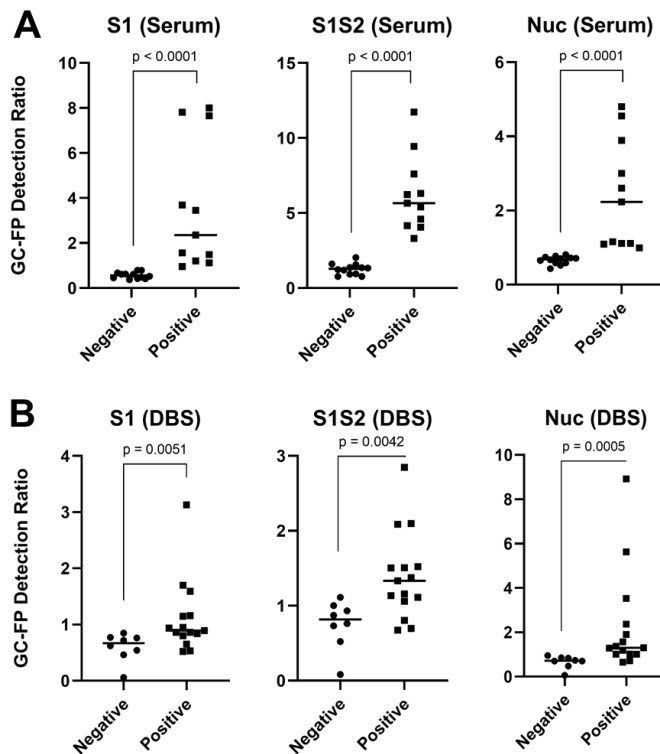 A
S1 (Serum)
S1S2 (Serum)
Nuc (Serum)
p < 0.0001
p < 0.0001
p < 0.0001
GC-FP Detection Ratio
10
8
6
4
2
0
15
10
5
0
6
4
2
0
Negative
Positive
Negative
Positive
Negative
Positive
B
S1 (DBS)
S1S2 (DBS)
Nuc (DBS)
p = 0.0051
p = 0.0042
p = 0.0005
GC-FP Detection Ratio
4
3
2
1
0
3
2
1
0
10
8
6
4
2
0
Negative
Positive
Negative
Positive
Negative
Positive